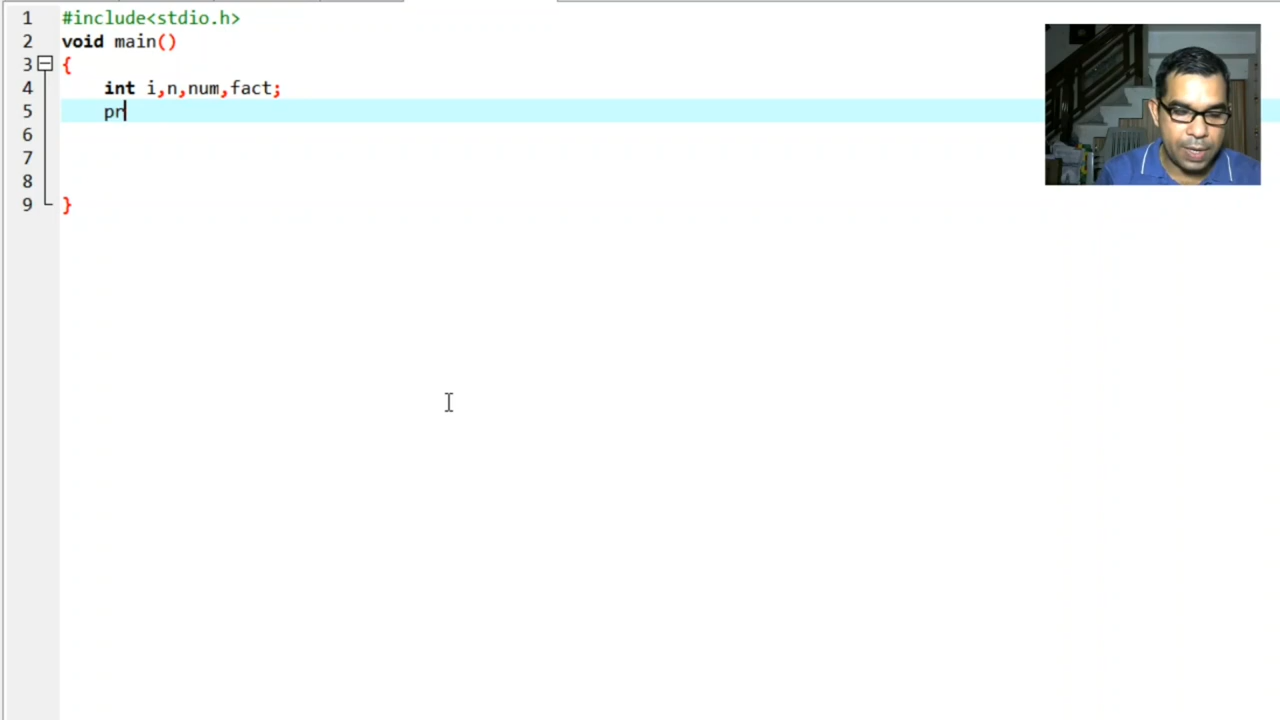 1 #include<stdio.h>
2 void main()
3 {
4 int i,n,num,fact;
5 pr
6
7
8
9 }